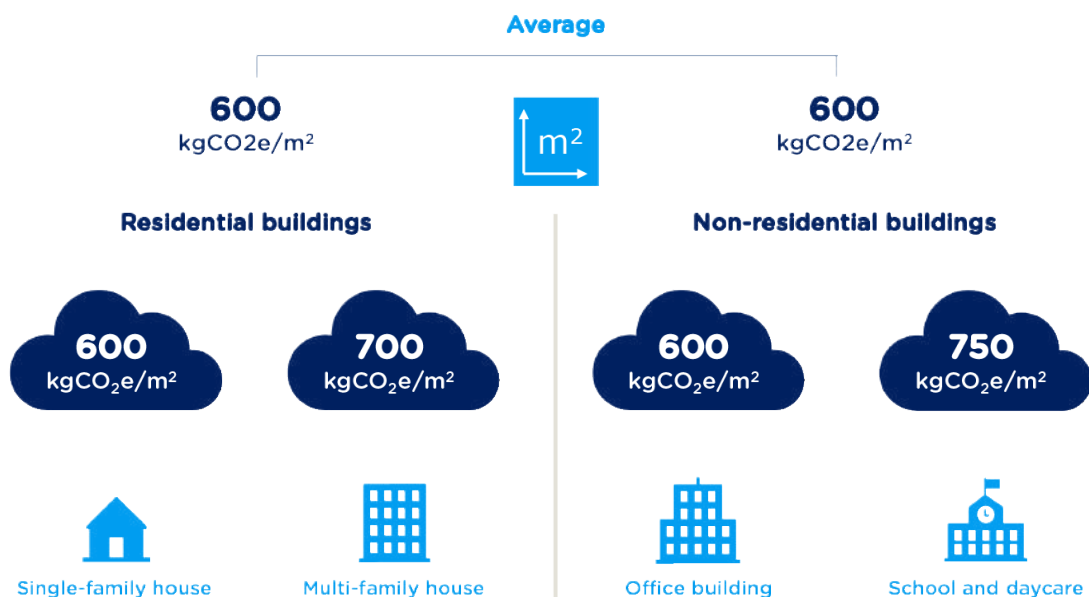 Average
600
kgCO2e/m²
m²
600
kgCO2e/m²
Residential buildings
Non-residential buildings
600
kgCO₂e/m²
700
kgCO₂e/m²
600
kgCO₂e/m²
750
kgCO₂e/m²
Single-family house
Multi-family house
Office building
School and daycare